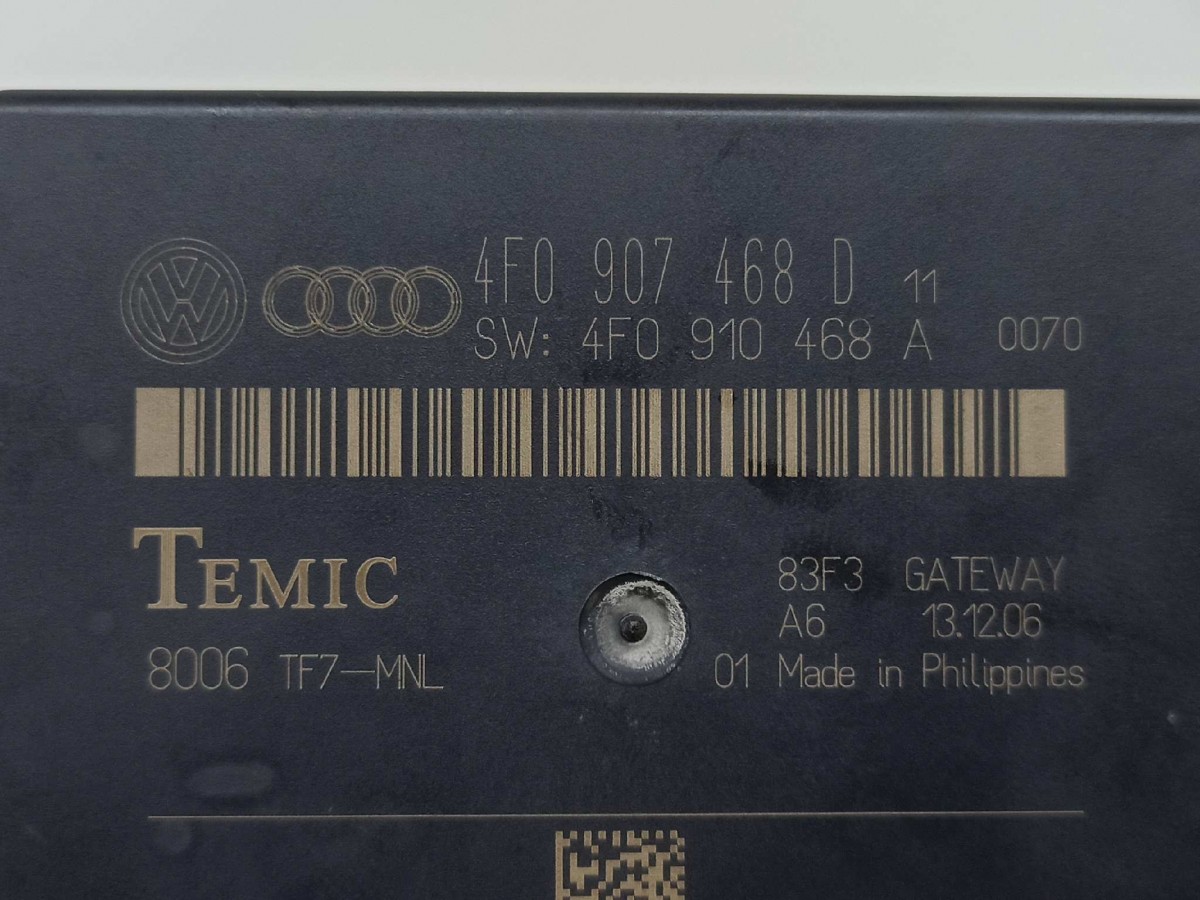 4F0 907 468 D 11
SW: 4F0 910 468 A 0070
TEMIC
8006 TF7-MNL
83F3 GATEWAY
A6 13.12.06
01 Made in Philippines